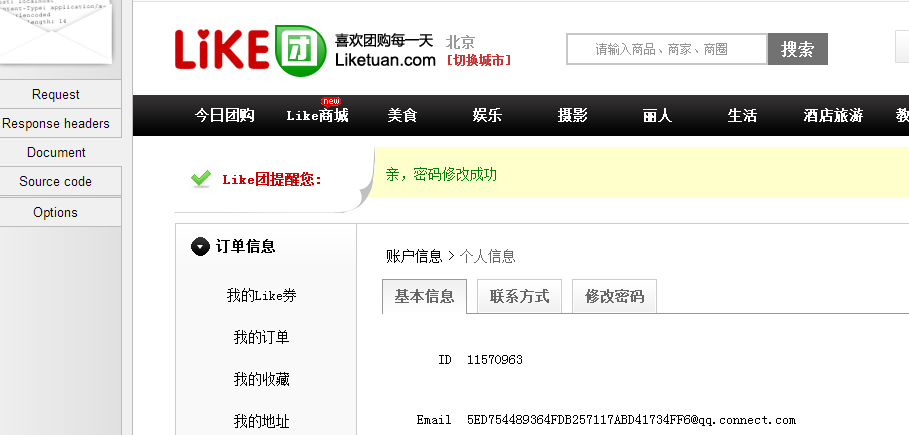 ntent-Type: application/x
length: 14
Request
Response headers
Document
Source code
Options
LiKE团
喜欢团购每一天
Liketuan.com
北京
[切换城市]
请输入商品、商家、商圈
搜索
今日团购
Like商城
new
美食
娱乐
摄影
丽人
生活
酒店旅游
教
Like团提醒您:
亲，密码修改成功
订单信息
我的Like券
我的订单
我的收藏
我的地址
账户信息 > 个人信息
基本信息
联系方式
修改密码
ID 11570963
Email 5ED754489364FDB257117ABD41734FF6@qq.connect.com